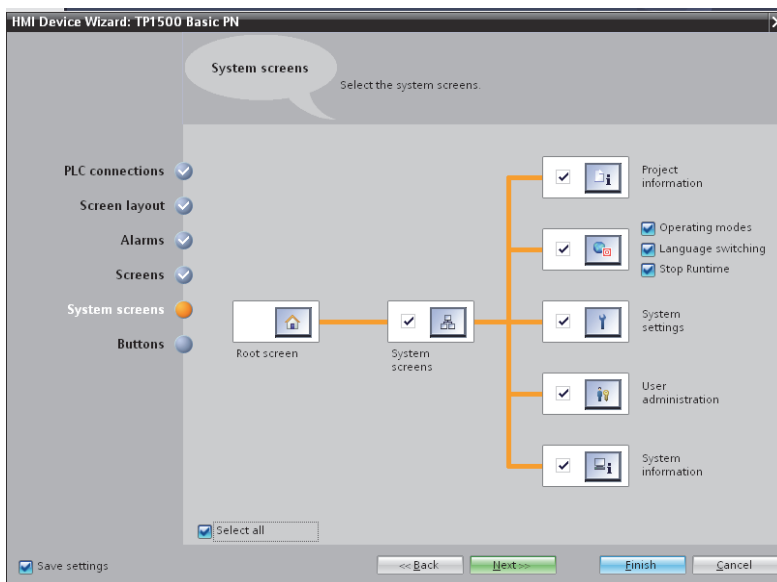 HMI Device Wizard: TP1500 Basic PN
System screens
Select the system screens.
PLC connections
Screen layout
Alarms
Screens
System screens
Buttons
Root screen
System
screens
Project
information
Operating modes
Language switching
Stop Runtime
System
settings
User
administration
System
information
Select all
Save settings
<< Back
Next >>
Finish
Cancel